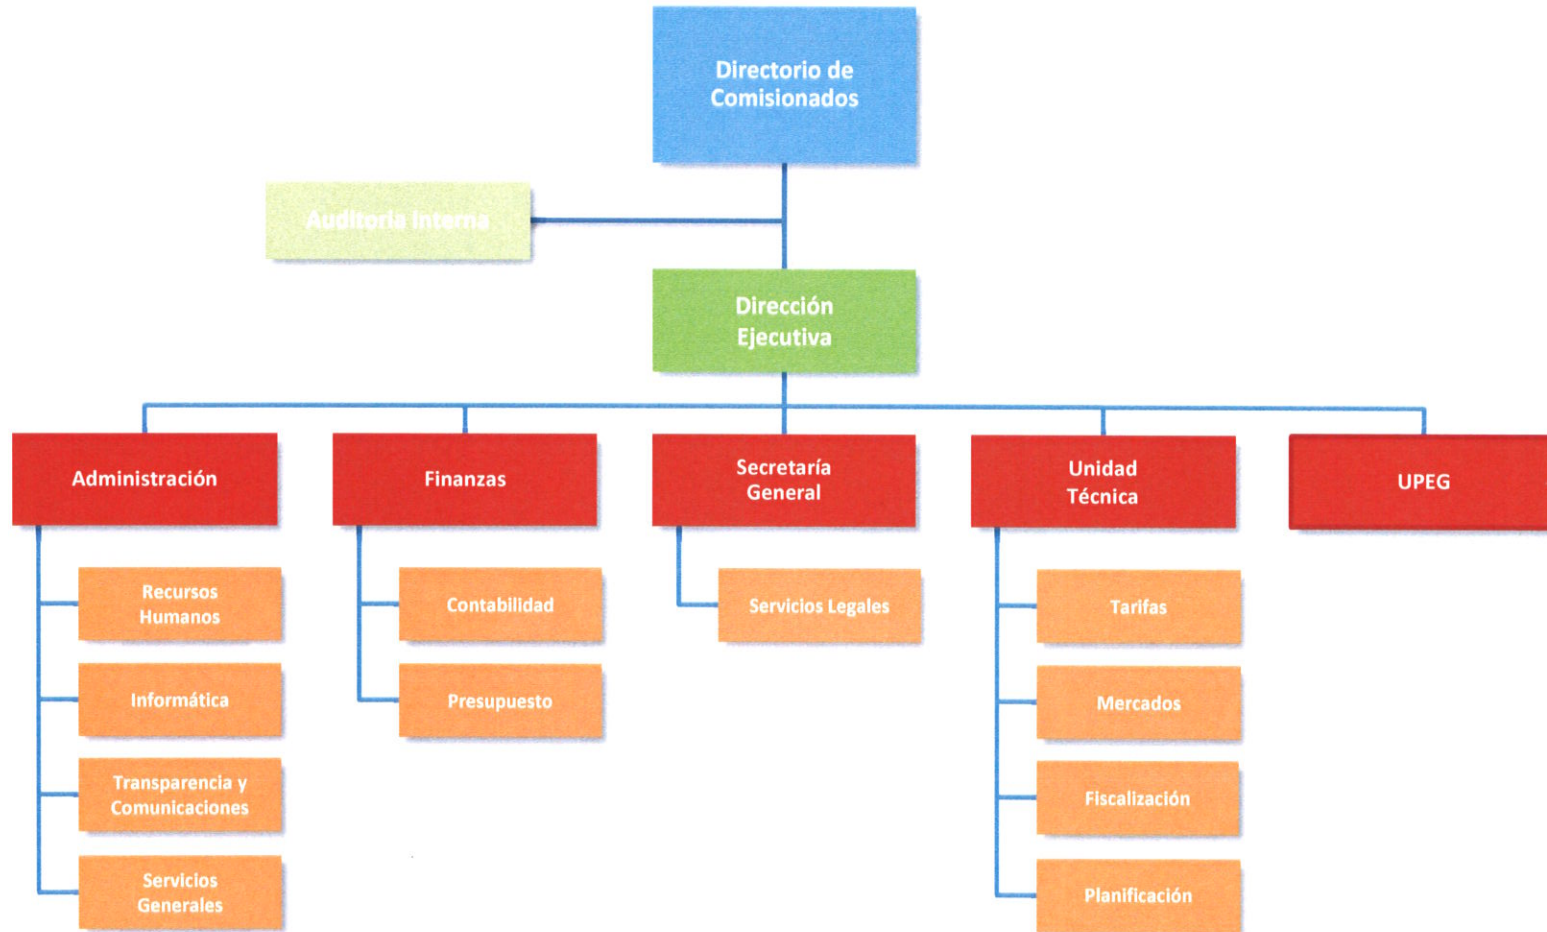 Directorio de
Comisionados
Auditoria Interna
Dirección
Ejecutiva
Administración
Finanzas
Secretaría
General
Unidad
Técnica
UPEG
Recursos
Humanos
Informática
Transparencia y
Comunicaciones
Servicios
Generales
Contabilidad
Presupuesto
Servicios Legales
Tarifas
Mercados
Fiscalización
Planificación